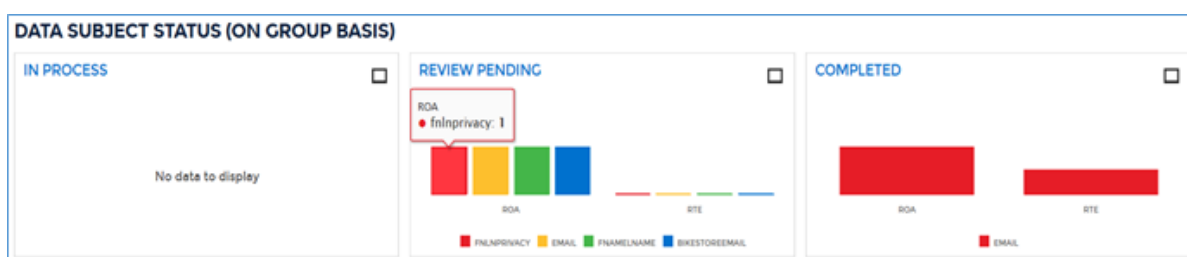 DATA SUBJECT STATUS (ON GROUP BASIS)
IN PROCESS
No data to display
REVIEW PENDING
ROA
fnlnprivacy: 1
ROA RTE
FNLNPRIVACY EMAIL FNAMELNAME BIKESTOREEMAIL
COMPLETED
ROA RTE
EMAIL